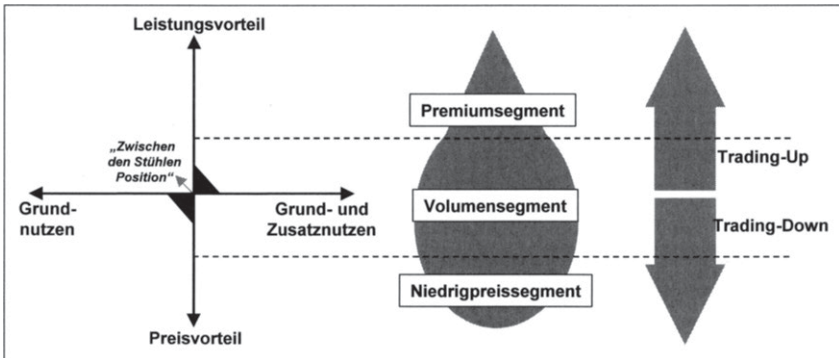 Leistungsvorteil
„Zwischen
den Stühlen
Position“
Grund-
nutzen
Grund- und
Zusatznutzen
Preisvorteil
Premiumsegment
Volumensegment
Niedrigpreissegment
Trading-Up
Trading-Down